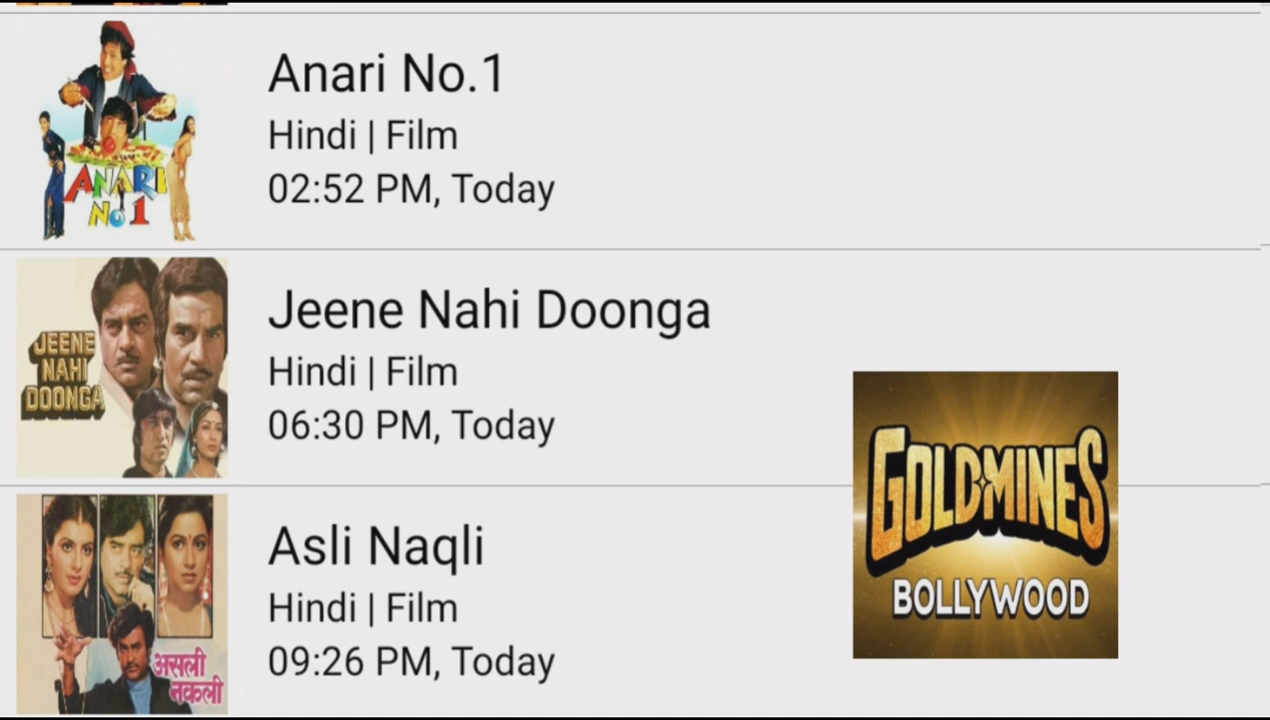 ANARI
No 1
Anari No.1
Hindi | Film
02:52 PM, Today
JEENE
NAHI
DOONGA
Jeene Nahi Doonga
Hindi | Film
06:30 PM, Today
असली
नकली
Asli Naqli
Hindi | Film
09:26 PM, Today
GOLDMINES
BOLLYWOOD